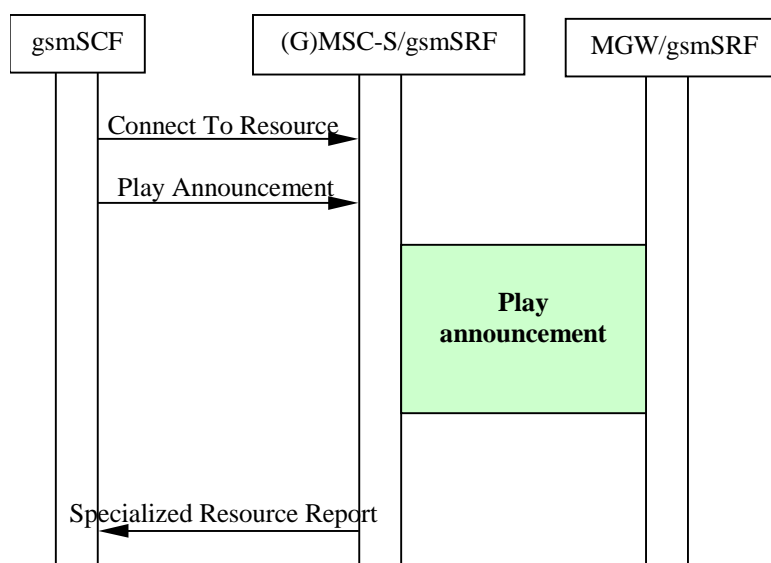 gsmSCF
(G)MSC-S/gsmSRF
MGW/gsmSRF
Connect To Resource
Play Announcement
Play
announcement
Specialized Resource Report